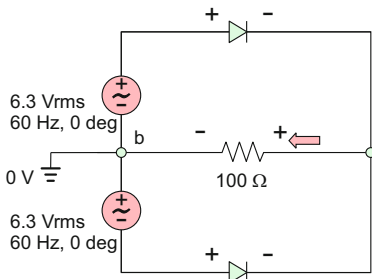 + -
+
~
-
6.3 Vrms
60 Hz, 0 deg
b
- +
0 V
100 Ω
+
~
-
6.3 Vrms
60 Hz, 0 deg
+ -